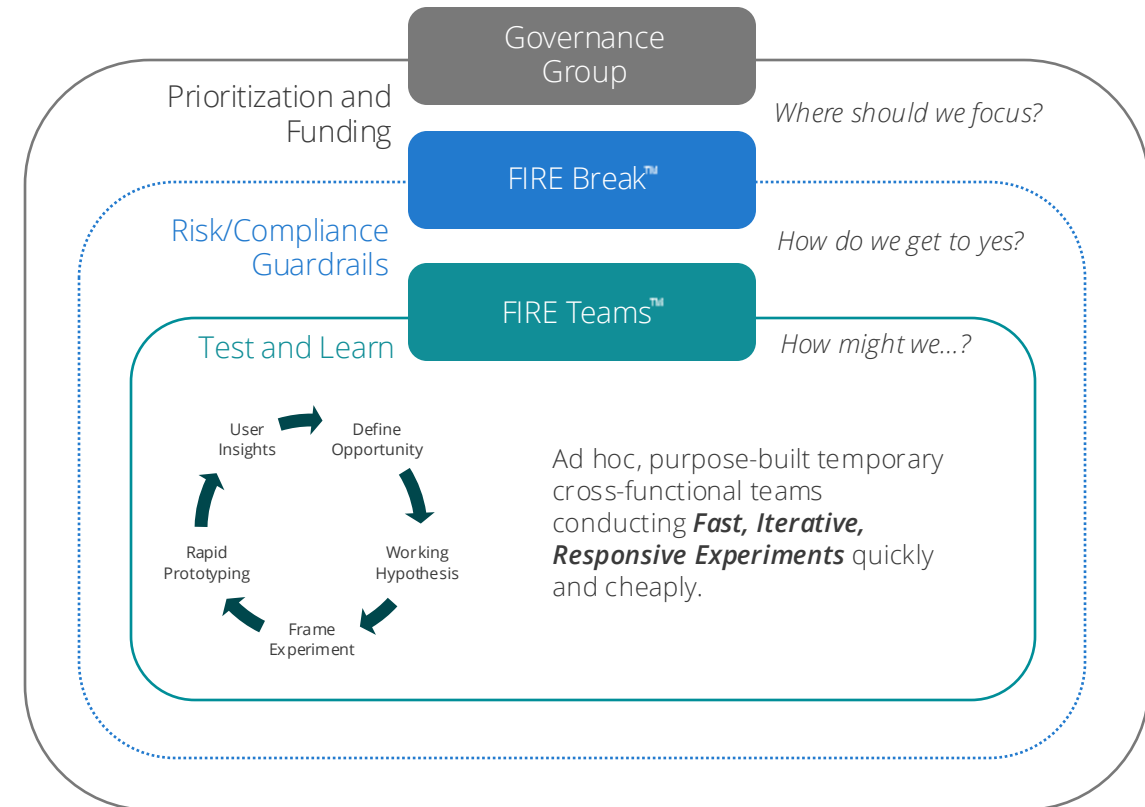 Governance
Group
Prioritization and
Funding
Where should we focus?
FIRE Break™
Risk/Compliance
Guardrails
How do we get to yes?
FIRE Teams™
Test and Learn
How might we...?
User
Insights
Define
Opportunity
Working
Hypothesis
Frame
Experiment
Rapid
Prototyping
Ad hoc, purpose-built temporary
cross-functional teams
conducting Fast, Iterative,
Responsive Experiments quickly
and cheaply.